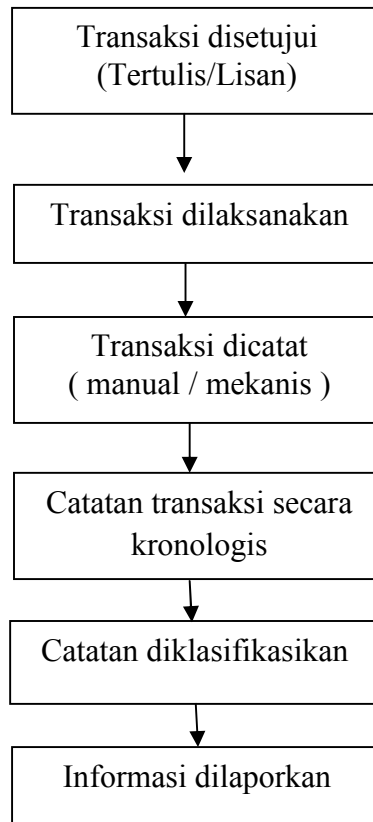 Transaksi disetujui
(Tertulis/Lisan)
Transaksi dilaksanakan
Transaksi dicatat
( manual / mekanis )
Catatan transaksi secara
kronologis
Catatan diklasifikasikan
Informasi dilaporkan